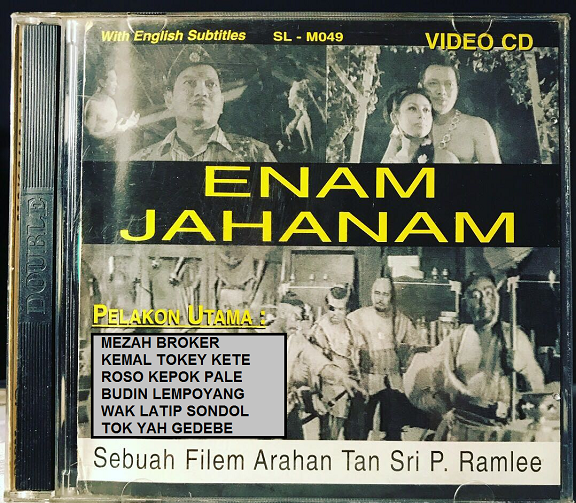 With English Subtitles SL - M049 VIDEO CD
ENAM
JAHANAM
DOUBLE
PELAKON UTAMA :
MEZAH BROKER
KEMAL TOKEY KETE
ROSO KEPOK PALE
BUDIN LEMPOYANG
WAK LATIP SONDOL
TOK YAH GEDEBE
Sebuah Filem Arahan Tan Sri P. Ramlee